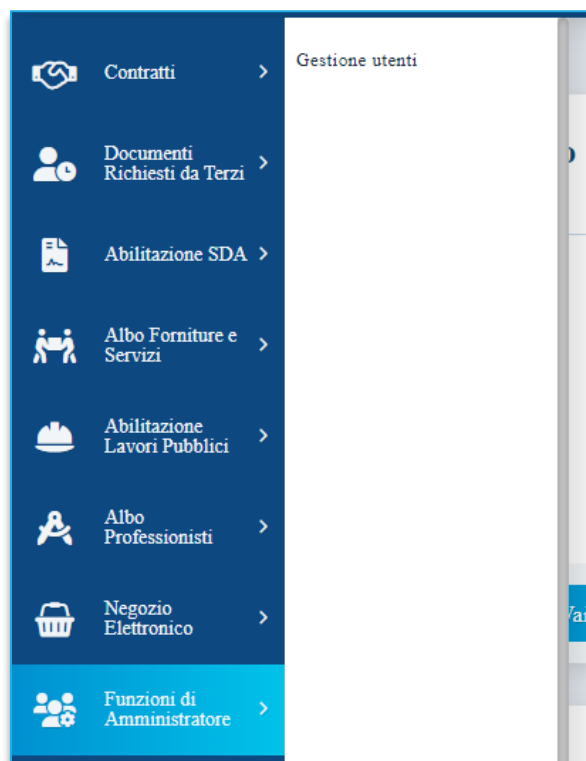 Contratti
Documenti
Richiesti da Terzi
Abilitazione SDA
Albo Forniture e
Servizi
Abilitazione
Lavori Pubblici
Albo
Professionisti
Negozio
Elettronico
Funzioni di
Amministratore
Gestione utenti